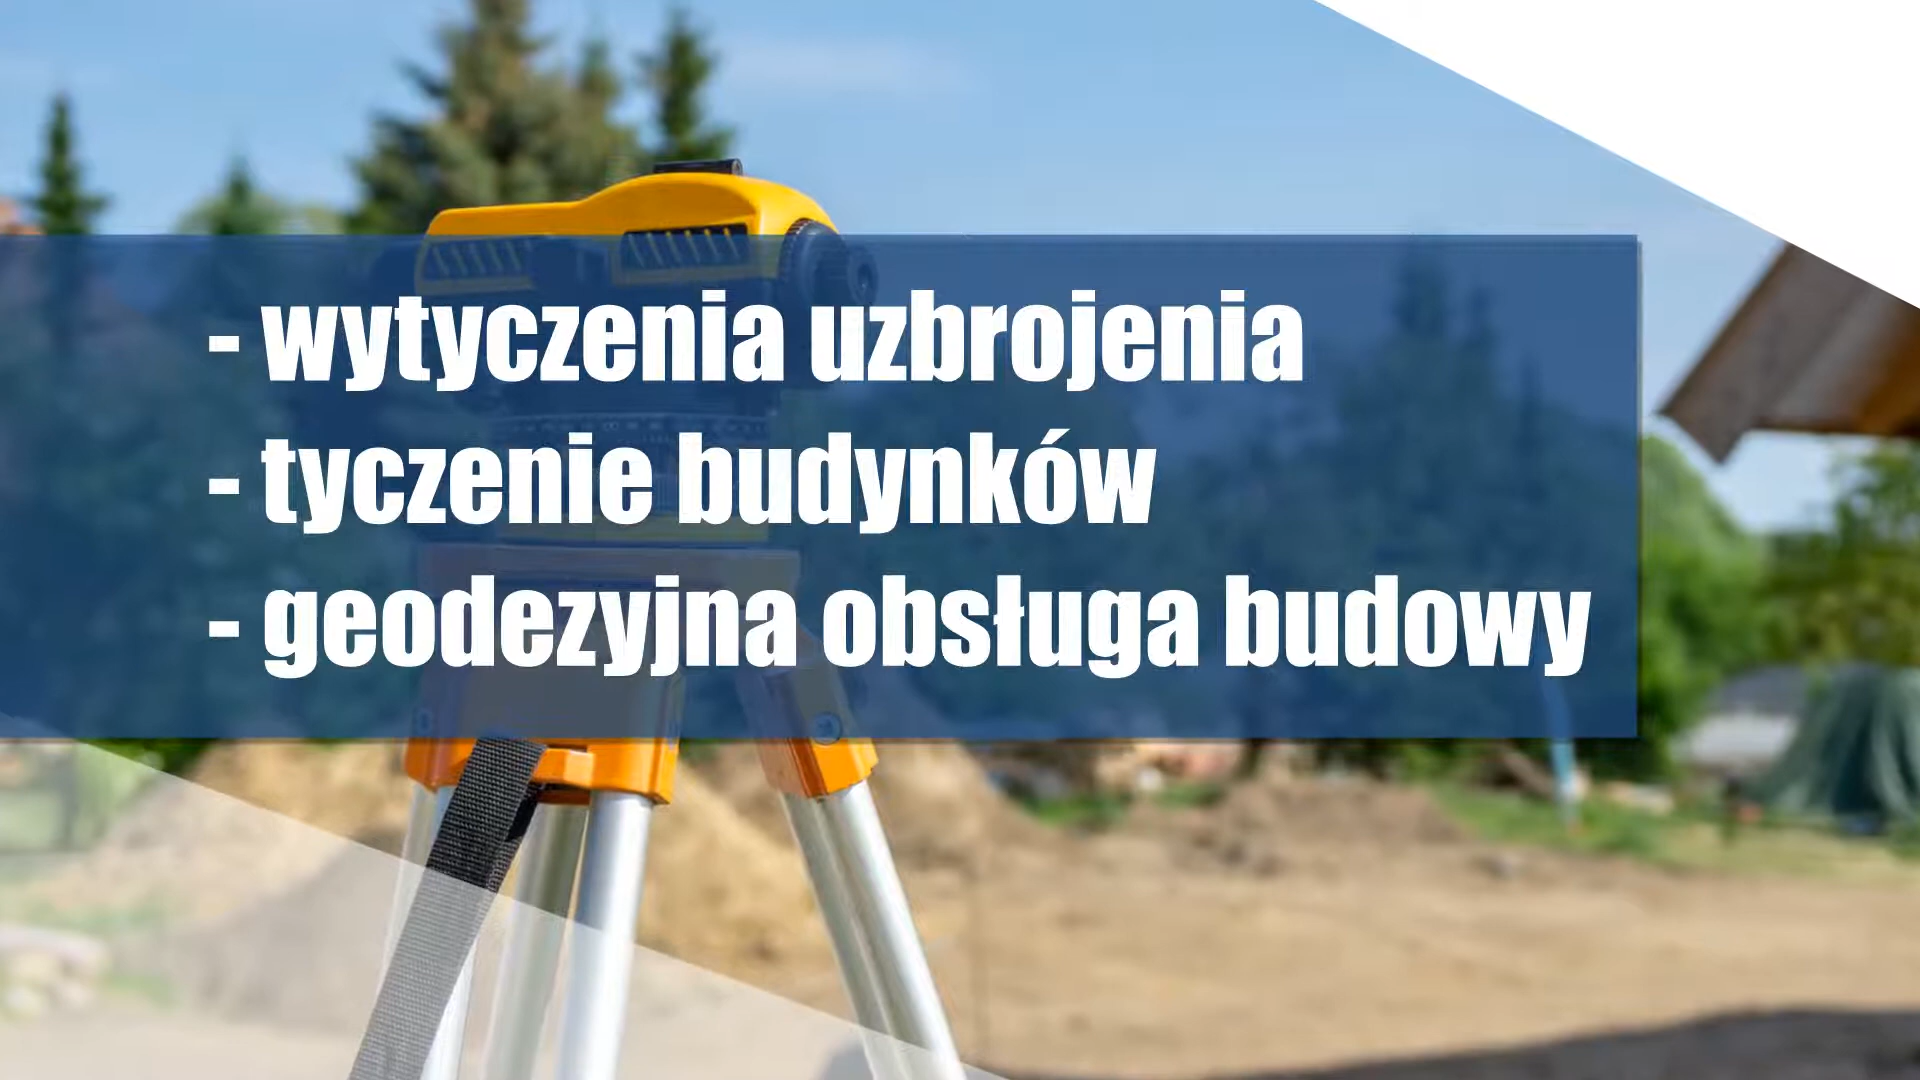 - wytyczenia uzbrojenia
- tyczenie budynków
- geodezyjna obsługa budowy